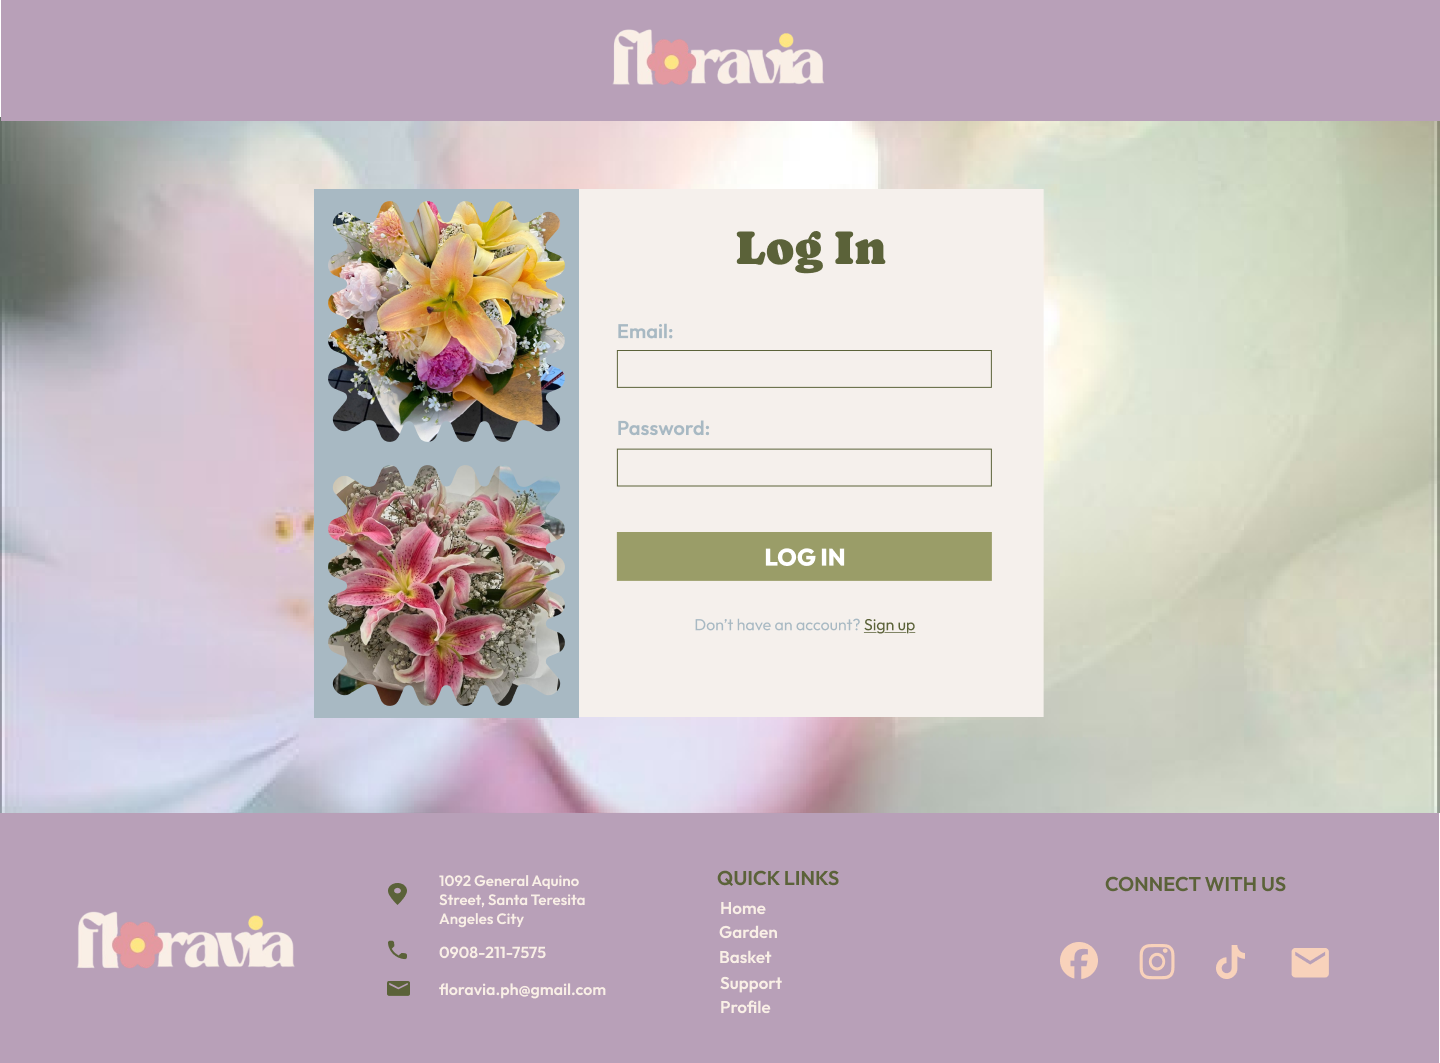 floravia
Log In
Email:
Password:
LOG IN
Don't have an account? Sign up
floravia
1092 General Aquino
Street, Santa Teresita
Angeles City
0908-211-7575
floravia.ph@gmail.com
QUICK LINKS
Home
Garden
Basket
Support
Profile
CONNECT WITH US